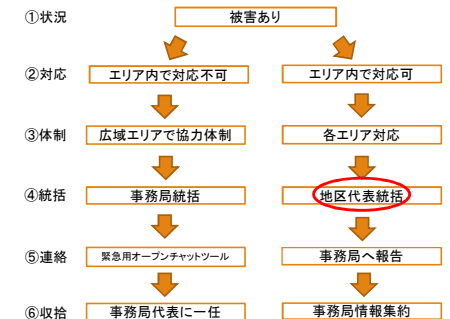 ①状況 被害あり
②対応 エリア内で対応不可 エリア内で対応可
③体制 広域エリアで協力体制 各エリア対応
④統括 事務局統括 地区代表統括
⑤連絡 緊急用オープンチャットツール 事務局へ報告
⑥収拾 事務局代表に一任 事務局情報集約